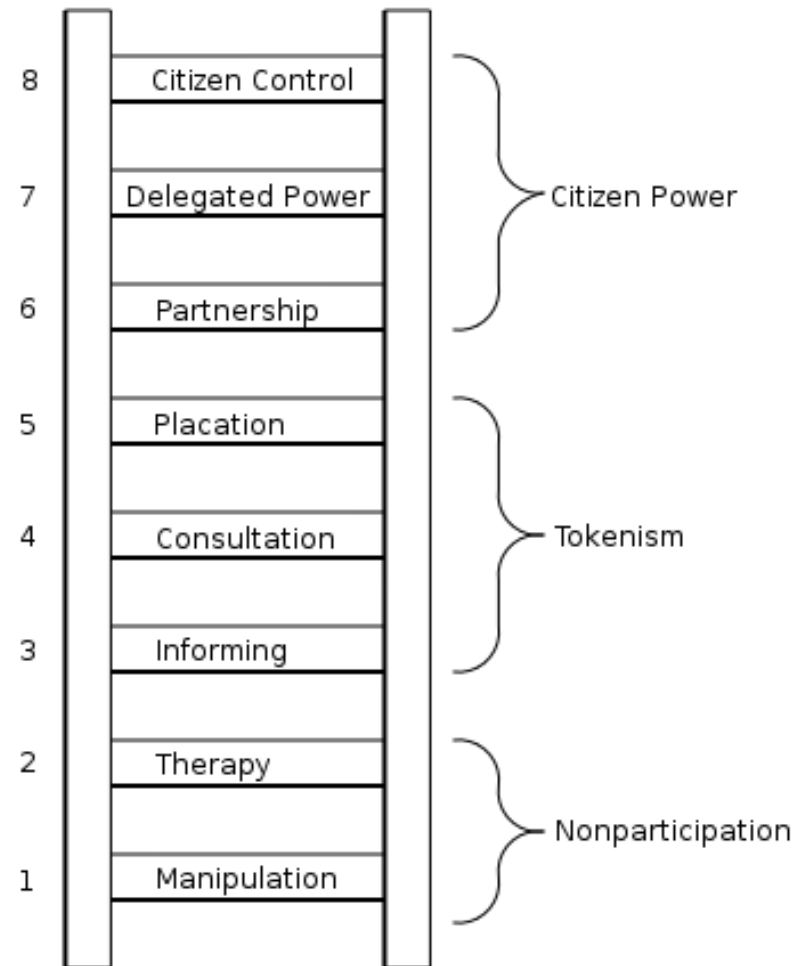 8 Citizen Control
7 Delegated Power
Citizen Power
6 Partnership
5 Placation
4 Consultation
Tokenism
3 Informing
2 Therapy
Nonparticipation
1 Manipulation